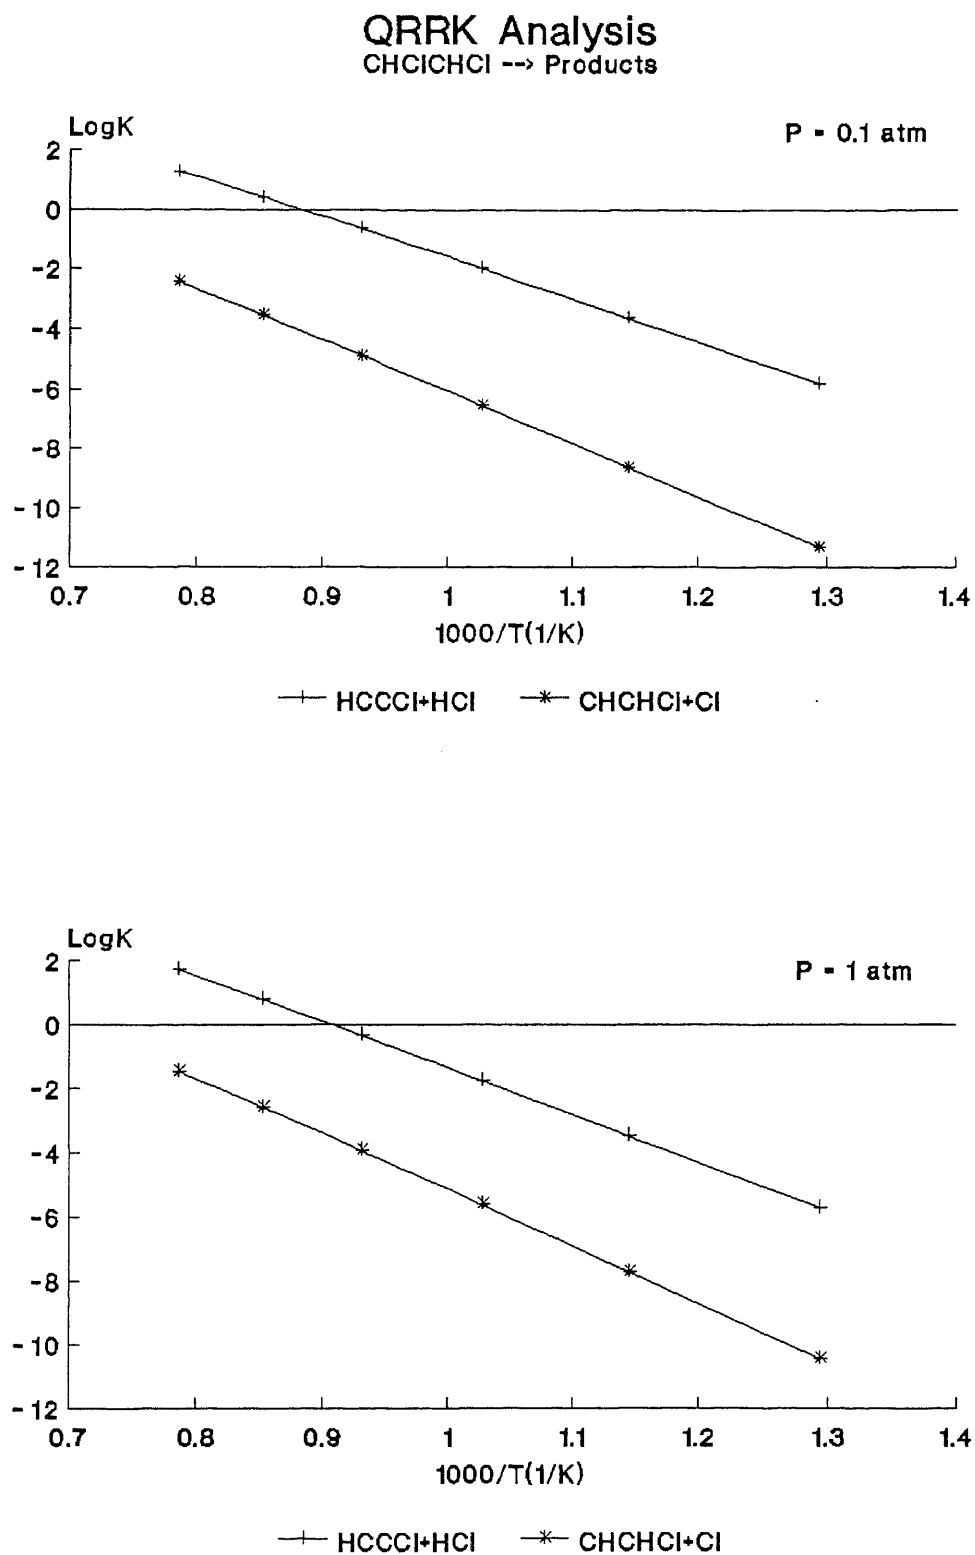 QRRK Analysis
CHClCHCl --> Products
LogK
P = 0.1 atm
2
0
-2
-4
-6
-8
-10
-12
0.7 0.8 0.9 1 1.1 1.2 1.3 1.4
1000/T(1/K)
HCCCl+HCl CHCHCl+Cl
LogK
P = 1 atm
2
0
-2
-4
-6
-8
-10
-12
0.7 0.8 0.9 1 1.1 1.2 1.3 1.4
1000/T(1/K)
HCCCl+HCl CHCHCl+Cl